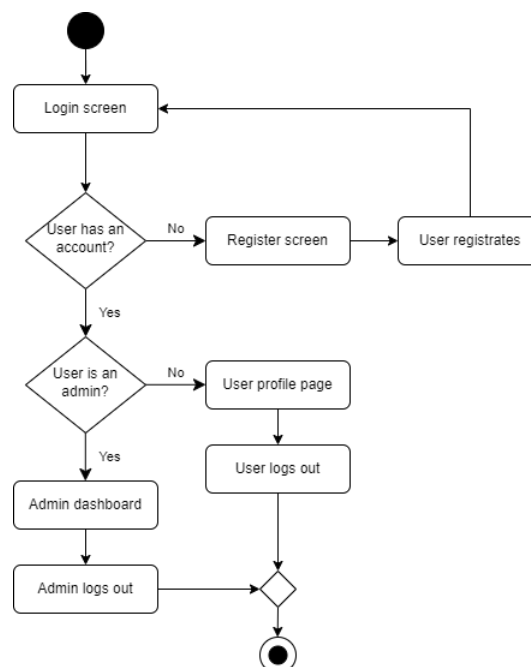 Login screen
User has an
account?
No
Register screen
User registrates
Yes
User is an
admin?
No
User profile page
Yes
User logs out
Admin dashboard
Admin logs out